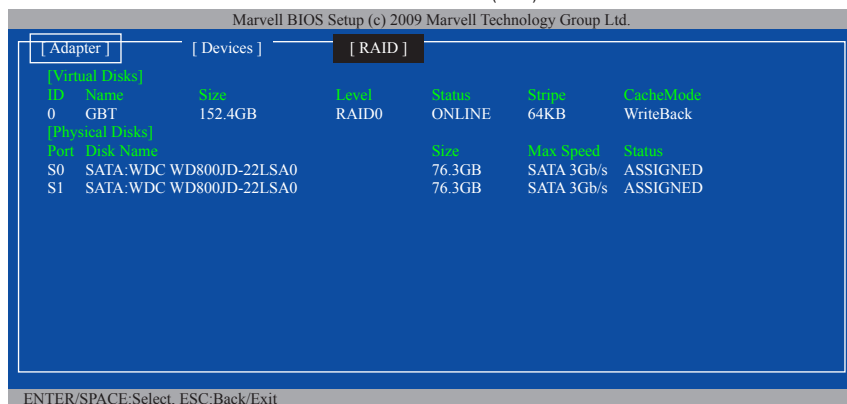 Marvell BIOS Setup (c) 2009 Marvell Technology Group Ltd.
[ Adapter ] [ Devices ] [ RAID ]
[Virtual Disks]
ID Name Size Level Status Stripe CacheMode
0 GBT 152.4GB RAID0 ONLINE 64KB WriteBack
[Physical Disks]
Port Disk Name Size Max Speed Status
S0 SATA:WDC WD800JD-22LSA0 76.3GB SATA 3Gb/s ASSIGNED
S1 SATA:WDC WD800JD-22LSA0 76.3GB SATA 3Gb/s ASSIGNED
ENTER/SPACE:Select, ESC:Back/Exit